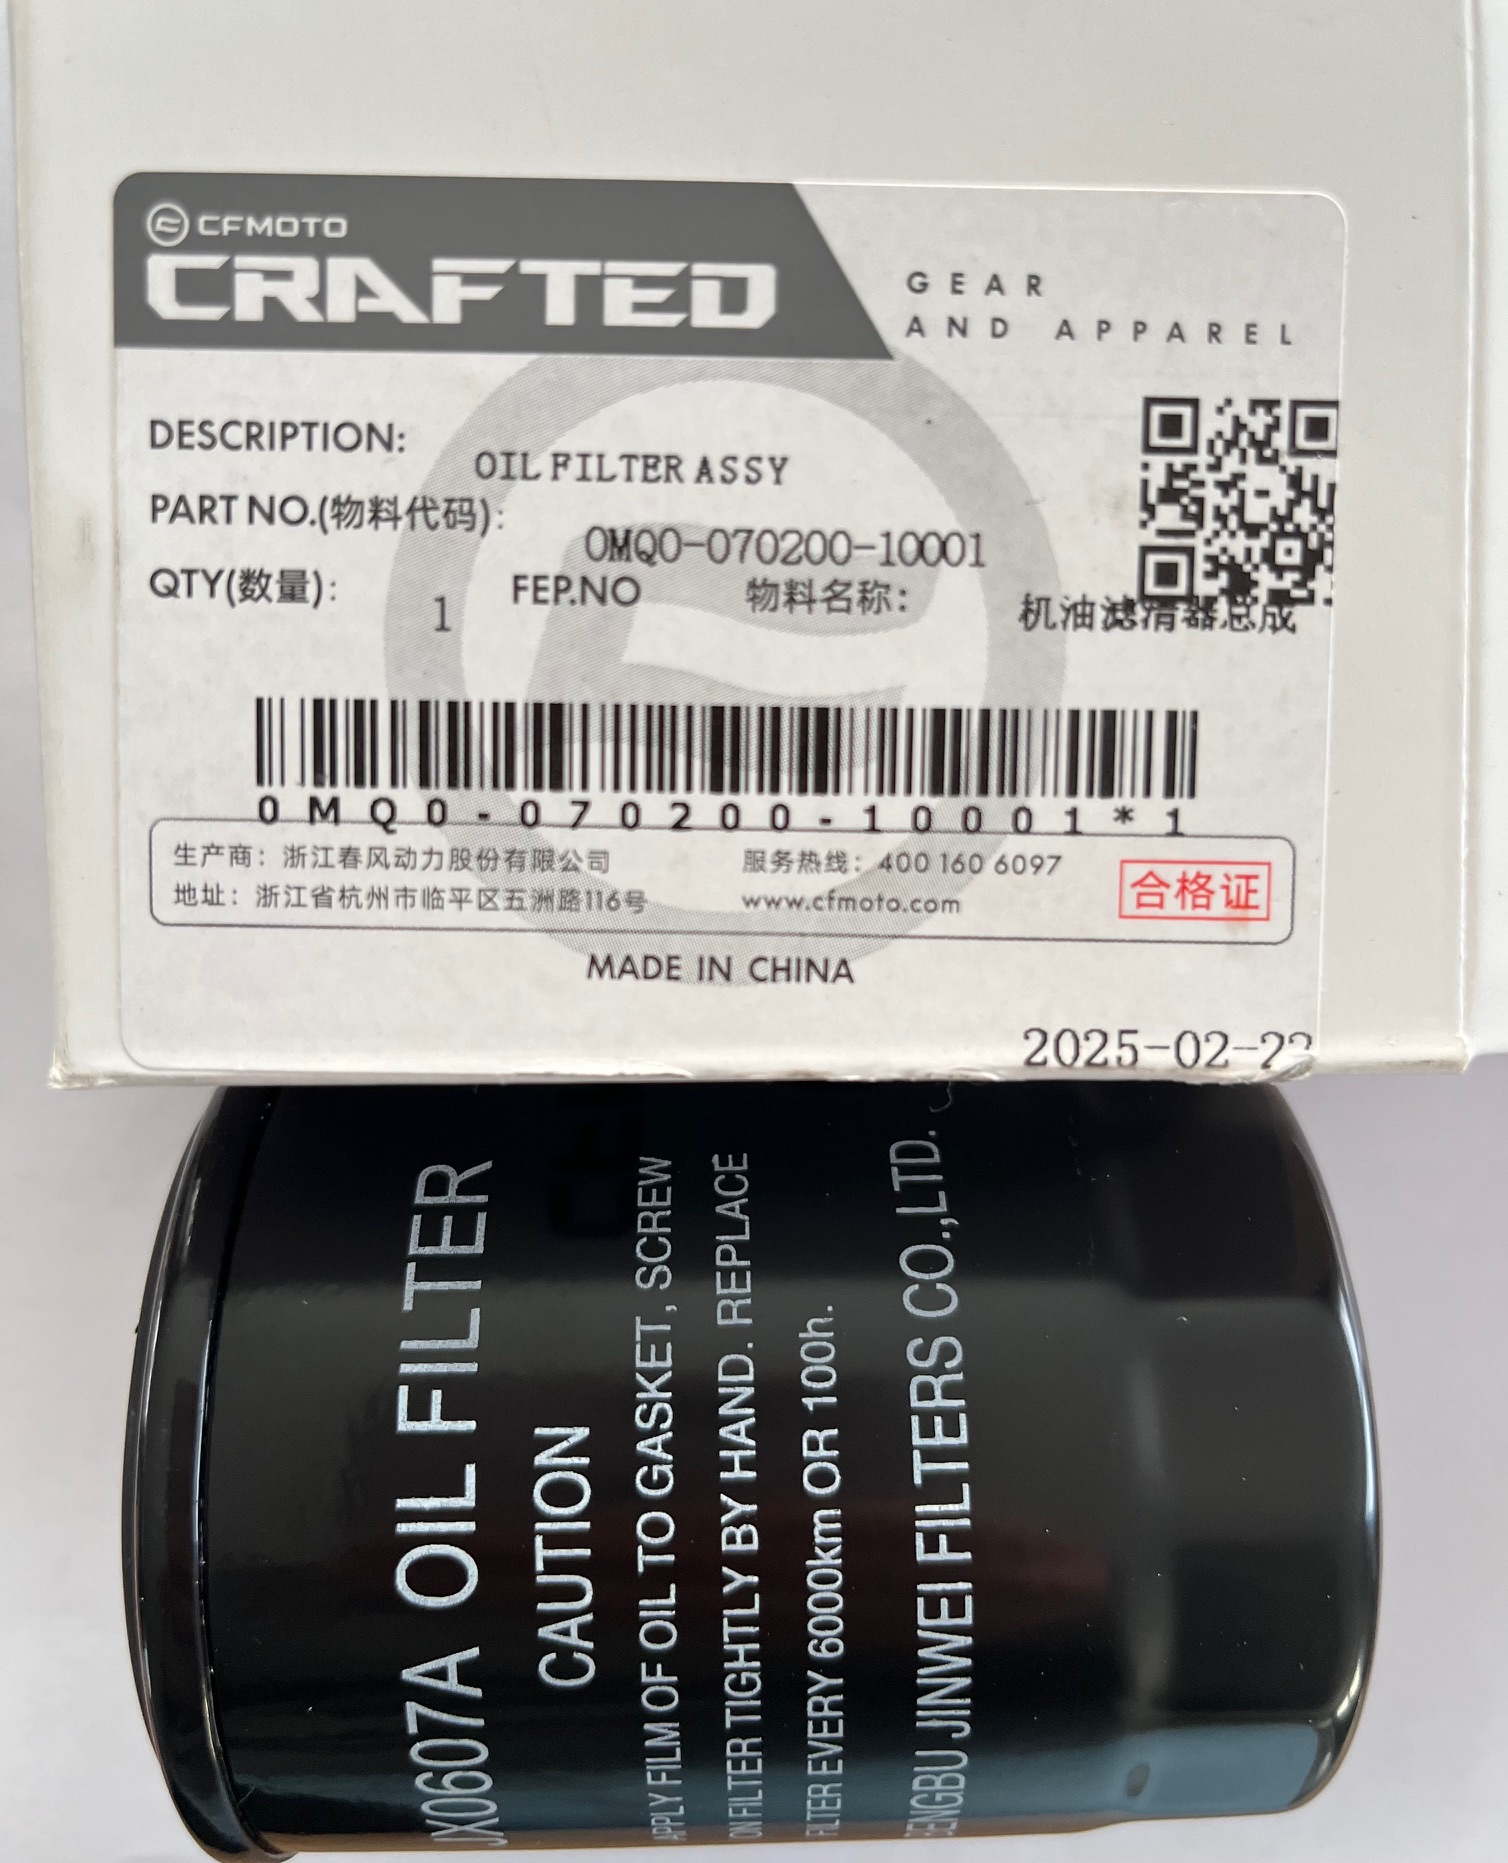 CFMOTO
CRAFTED
GEAR
AND APPAREL
DESCRIPTION:
OIL FILTER ASSY
PART NO.(物料代码):
0MQ0-070200-10001
QTY(数量):
1
FEP.NO
物料名称:
机油滤清器总成
0MQ0-070200-10001*1
生产商：浙江春风动力股份有限公司
服务热线：400 160 6097
地址：浙江省杭州市临平区五洲路116号
www.cfmoto.com
合格证
MADE IN CHINA
2025-02-22
JX0607A OIL FILTER
CAUTION
APPLY FILM OF OIL TO GASKET, SCREW
ON FILTER TIGHTLY BY HAND. REPLACE
FILTER EVERY 6000km OR 100h.
JINWEI FILTERS CO.,LTD.